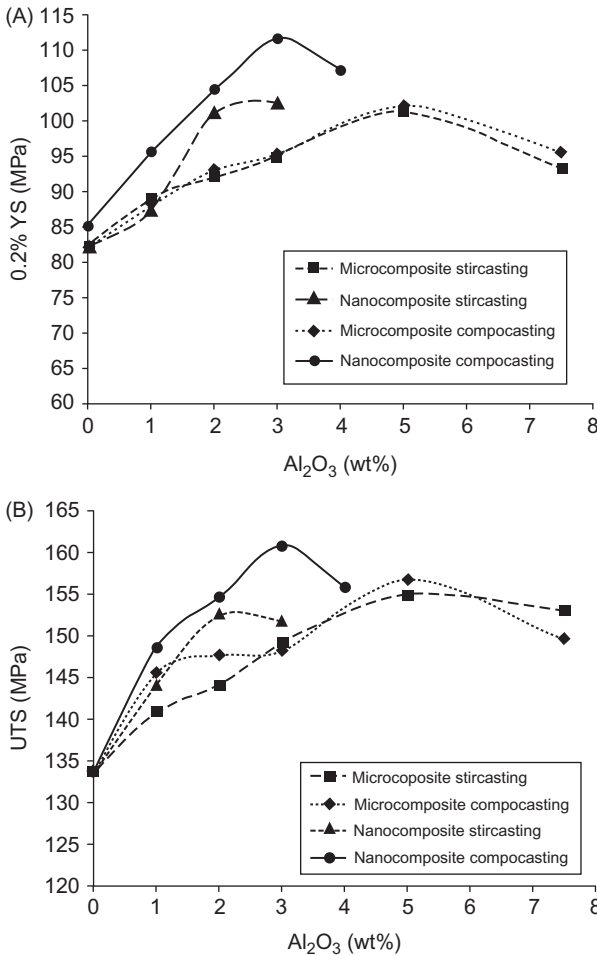 (A)
115
110
105
100
95
90
85
80
75
70
65
60
0.2% YS (MPa)
Microcomposite stircasting
Nanocomposite stircasting
Microcomposite compocasting
Nanocomposite compocasting
0 1 2 3 4 5 6 7 8
Al₂O₃ (wt%)
(B)
165
160
155
150
145
140
135
130
125
120
UTS (MPa)
Microcoposite stircasting
Microcomposite compocasting
Nanocomposite stircasting
Nanocomposite compocasting
0 1 2 3 4 5 6 7 8
Al₂O₃ (wt%)